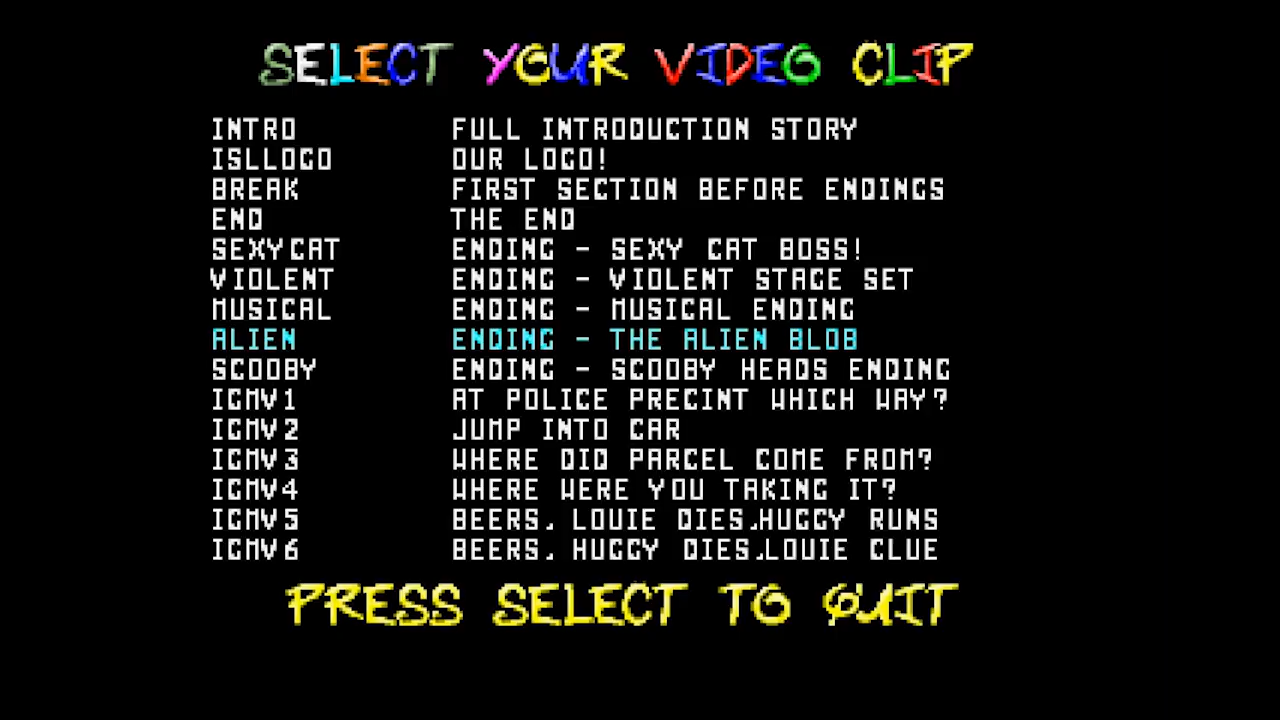 SELECT YOUR VIDEO CLIP
INTRO FULL INTRODUCTION STORY
ISLLOGO OUR LOGO!
BREAK FIRST SECTION BEFORE ENDINGS
END THE END
SEXYCAT ENDING - SEXY CAT BOSS!
VIOLENT ENDING - VIOLENT STAGE SET
MUSICAL ENDING - MUSICAL ENDING
ALIEN ENDING - THE ALIEN BLOB
SCOOBY ENDING - SCOOBY HEADS ENDING
IGMV1 AT POLICE PRECINT WHICH WAY?
IGMV2 JUMP INTO CAR
IGMV3 WHERE DID PARCEL COME FROM?
IGMV4 WHERE WERE YOU TAKING IT?
IGMV5 BEERS. LOUIE DIES.HUGGY RUNS
IGMV6 BEERS. HUGGY DIES.LOUIE CLUE
PRESS SELECT TO QUIT